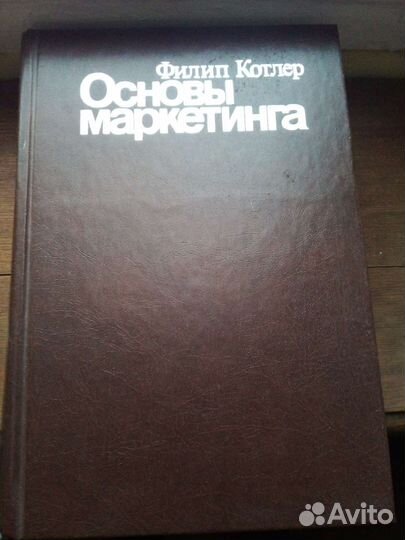 Филип Котлер
Основы
маркетинга
Avito